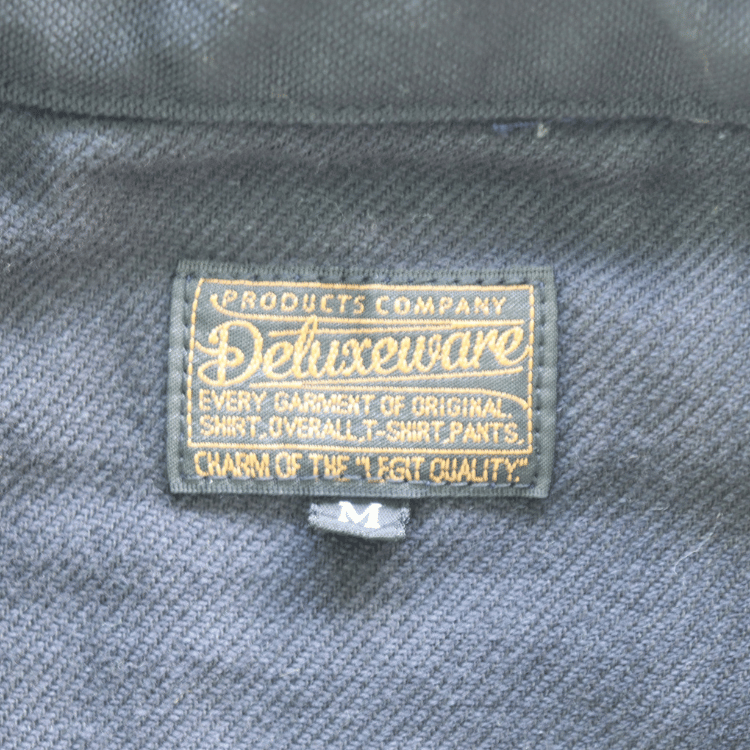 PRODUCTS COMPANY
Deluxeware
EVERY GARMENT OF ORIGINAL.
SHIRT.OVERALL.T-SHIRT.PANTS.
CHARM OF THE "LEGIT QUALITY."
M